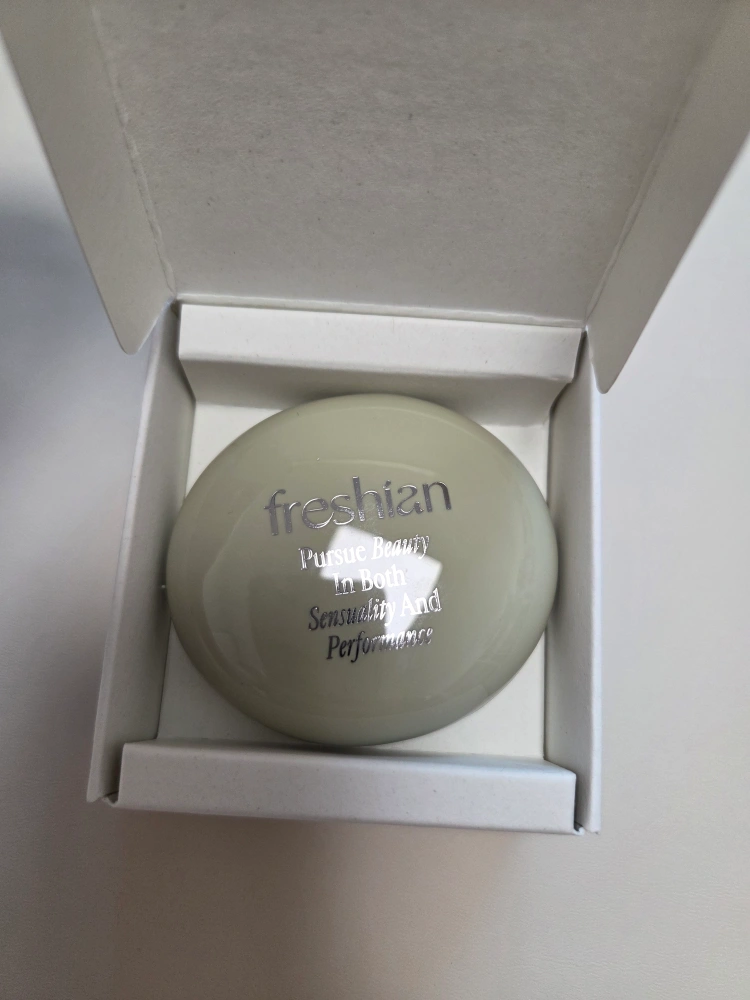 freshian
Pursue Beauty
In Both
Sensuality And
Performance